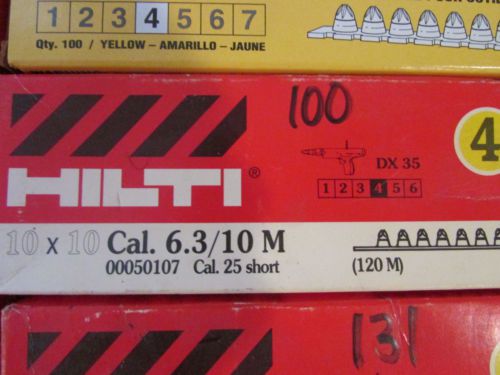 1 2 3 4 5 6 7
Qty. 100 / YELLOW - AMARILLO - JAUNE
100
4
HILTI®
DX 35
1 2 3 4 5 6
10 x 10 Cal. 6.3/10 M
00050107 Cal. 25 short
(120 M)
131